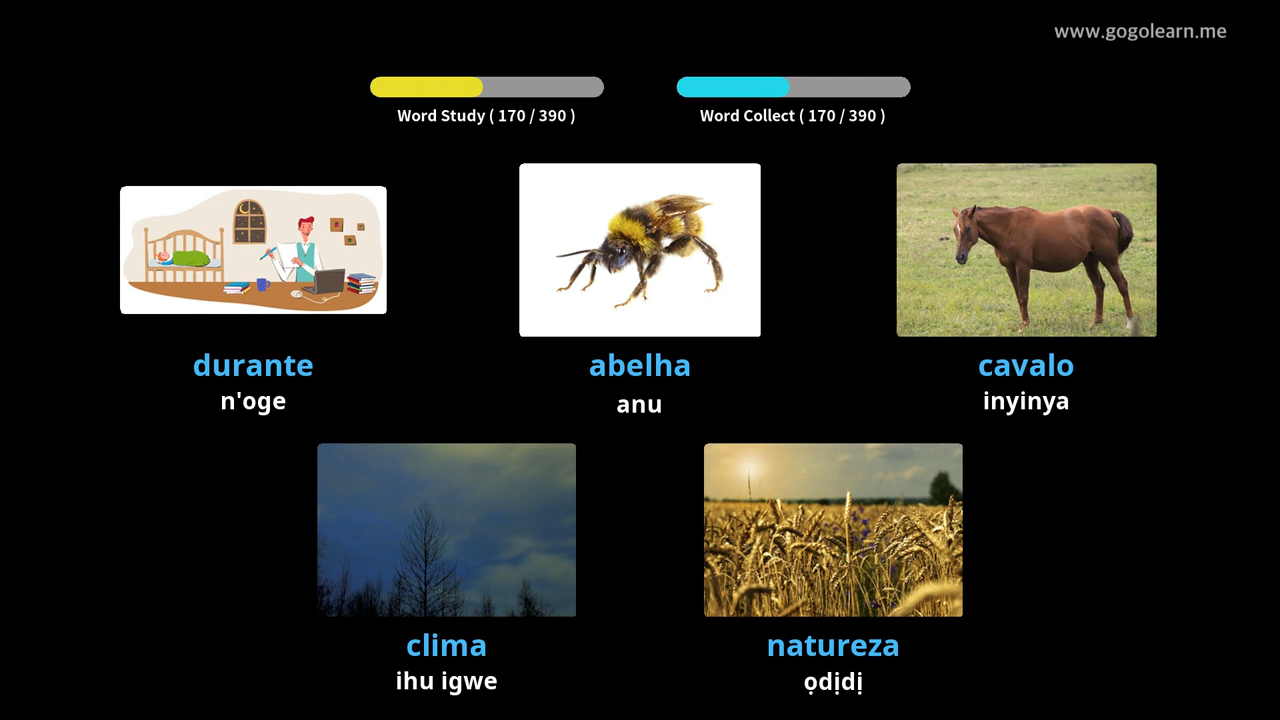 www.gogolearn.me
Word Study ( 170 / 390 )
Word Collect ( 170 / 390 )
durante
n'oge
abelha
anu
cavalo
inyinya
clima
ihu igwe
natureza
ọdịdị